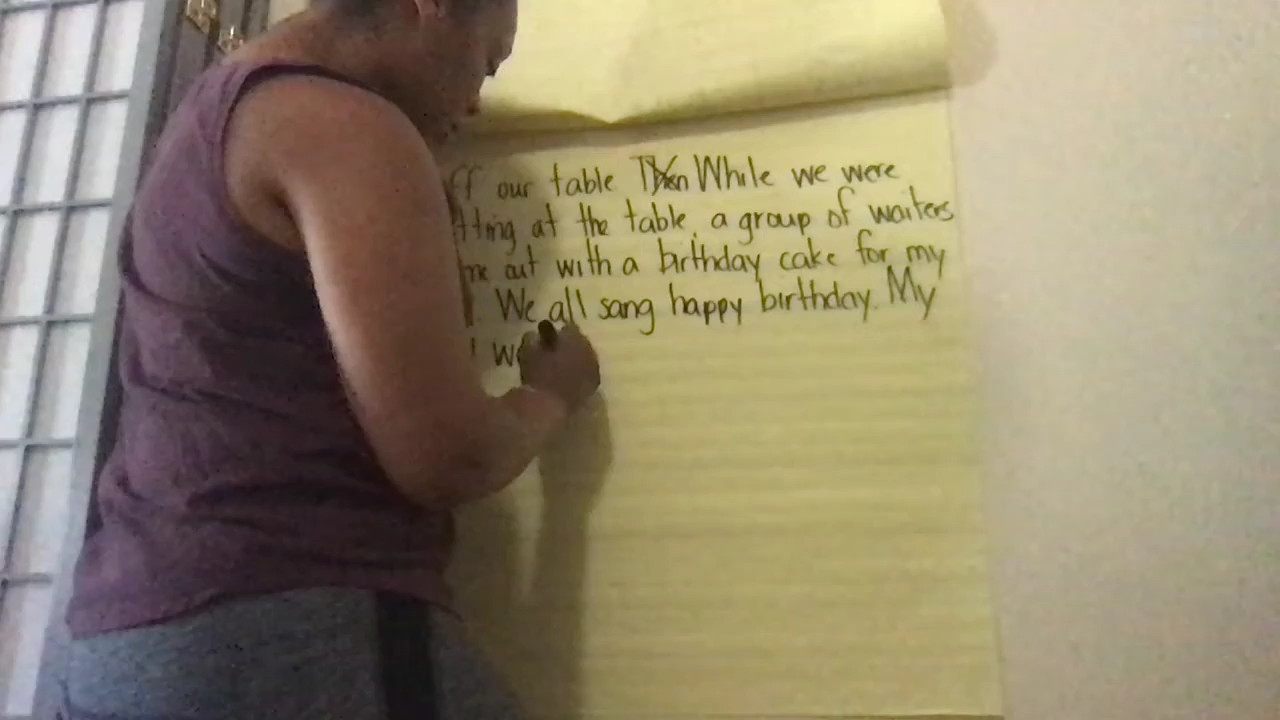 our table While we were
at the table, a group of waiters
out with a birthday cake for my
We all sang happy birthday. My